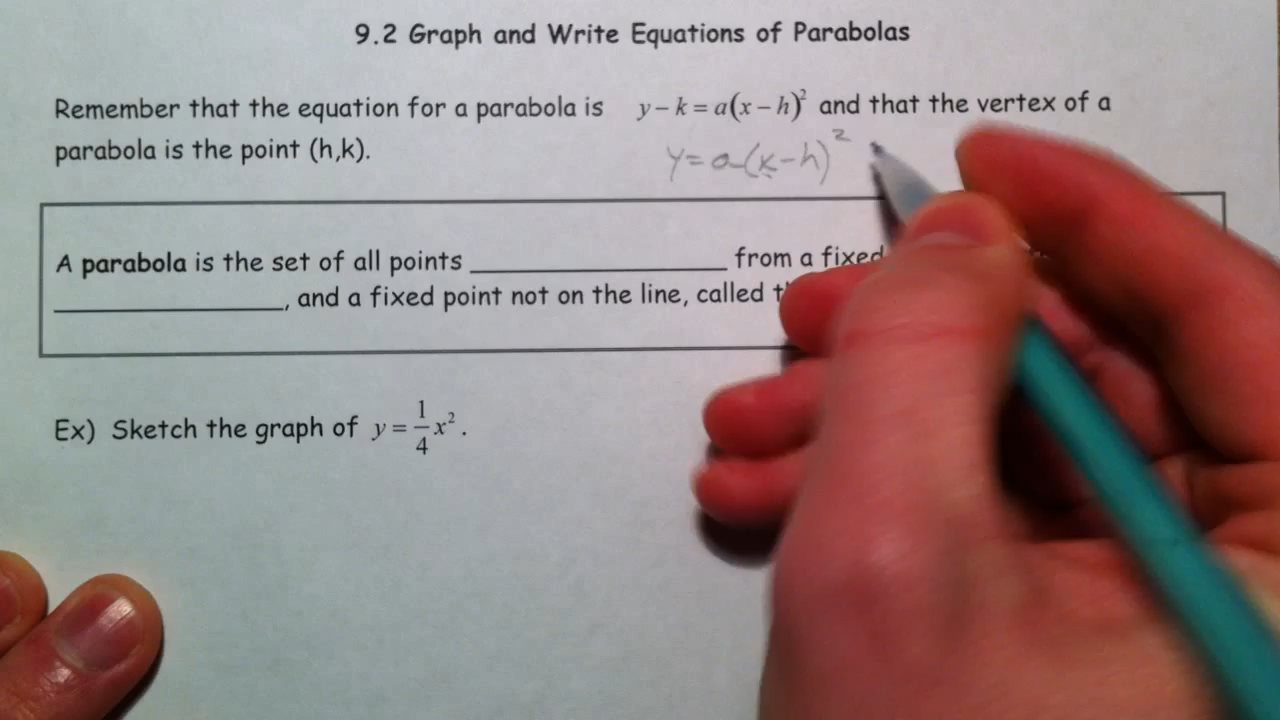 9.2 Graph and Write Equations of Parabolas
Remember that the equation for a parabola is y − k = a(x − h)² and that the vertex of a
parabola is the point (h,k).
y = a(x-h)²
A parabola is the set of all points ____________ from a fixed
____________, and a fixed point not on the line, called
Ex) Sketch the graph of y = 1/4 x².